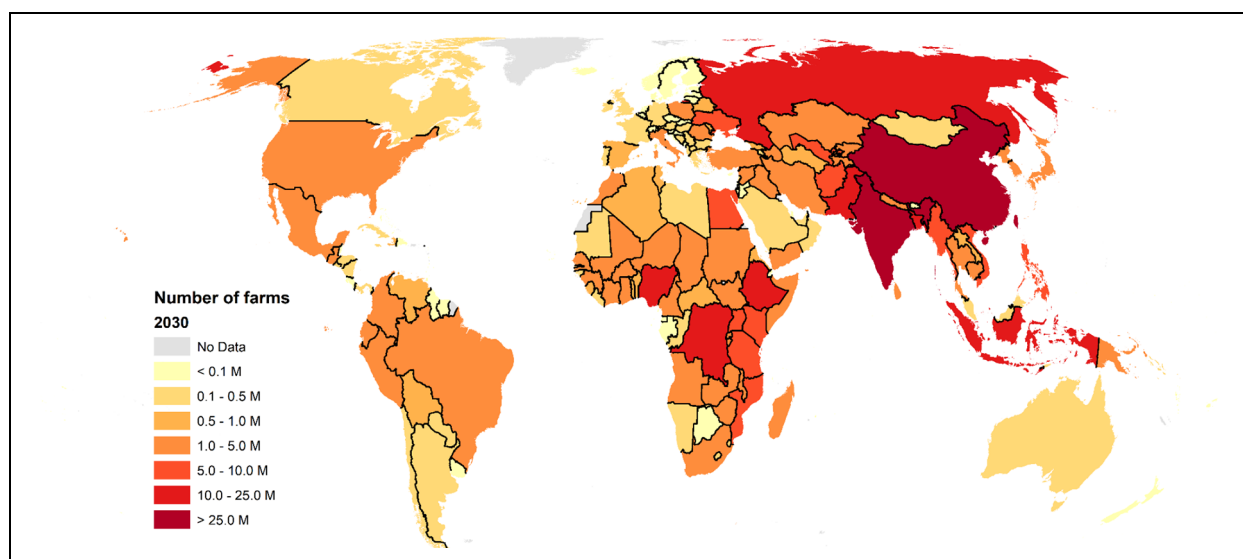 Number of farms
2030
No Data
< 0.1 M
0.1 - 0.5 M
0.5 - 1.0 M
1.0 - 5.0 M
5.0 - 10.0 M
10.0 - 25.0 M
> 25.0 M